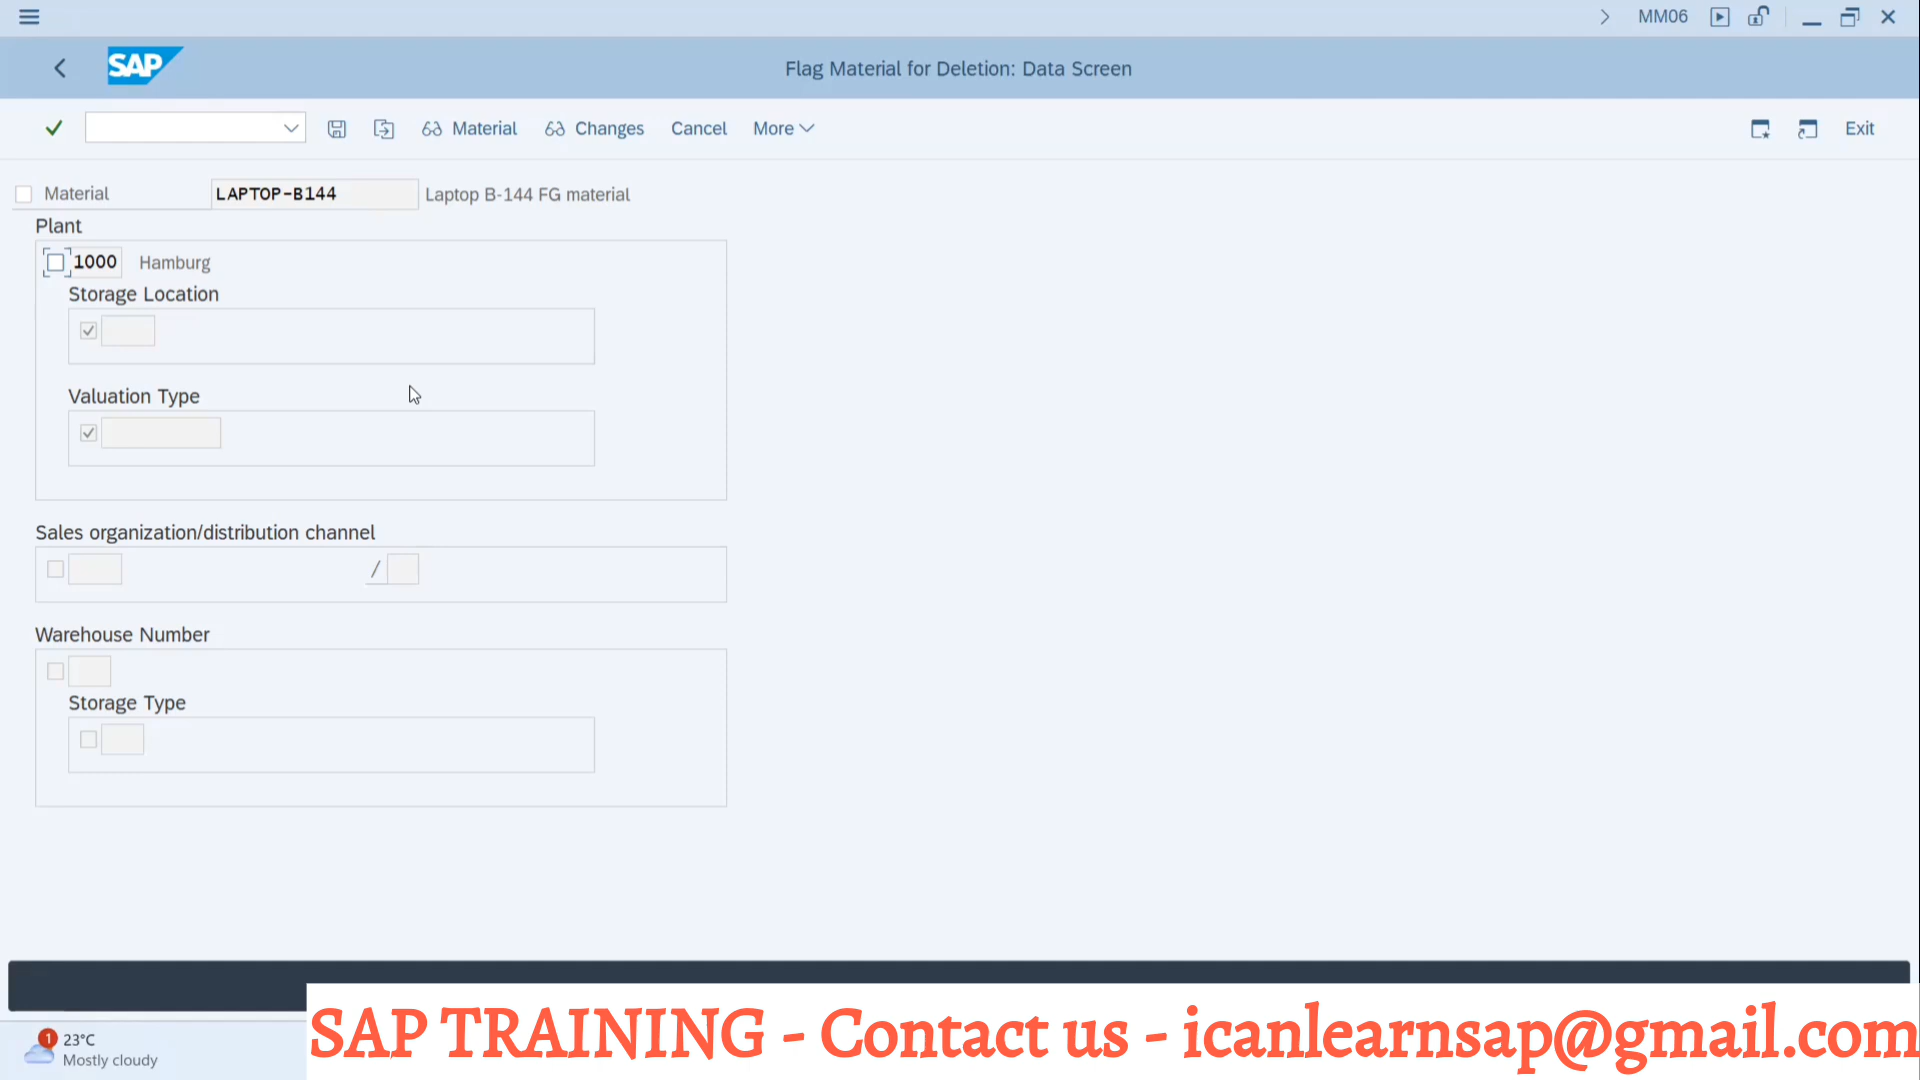 MM06
SAP
Flag Material for Deletion: Data Screen
Material Changes Cancel More Exit
Material LAPTOP-B144 Laptop B-144 FG material
Plant
1000 Hamburg
Storage Location
Valuation Type
Sales organization/distribution channel
/
Warehouse Number
Storage Type
SAP TRAINING - Contact us - icanlearnsap@gmail.com
1
23°C
Mostly cloudy